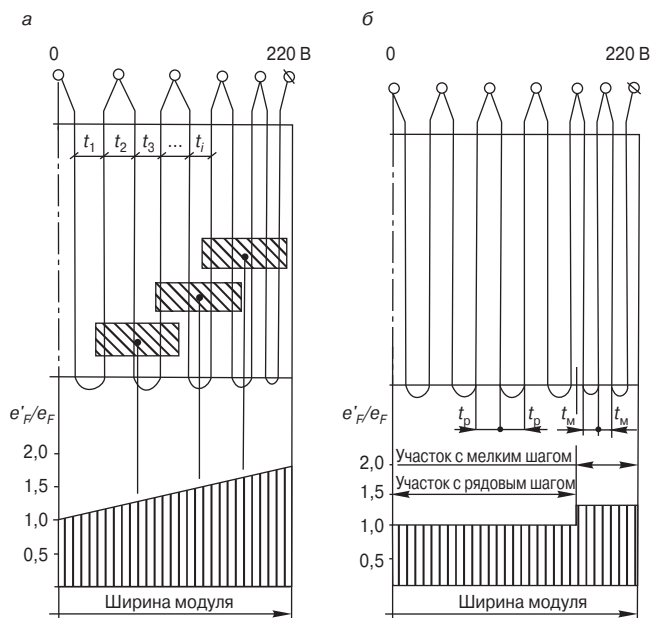 а
0 220 В
t1 t2 t3 ... ti
e'F/eF
2,0
1,5
1,0
0,5
Ширина модуля
б
0 220 В
e'F/eF
tр tр tм tм
2,0
Участок с мелким шагом
1,5
Участок с рядовым шагом
1,0
0,5
Ширина модуля